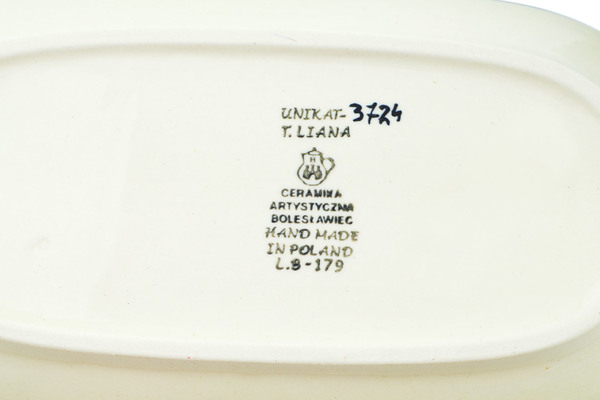 UNIKAT-3724
T. LIANA
H
CERAMIKA
ARTYSTYCZNA
BOLESŁAWIEC
HAND MADE
IN POLAND
L.B-179